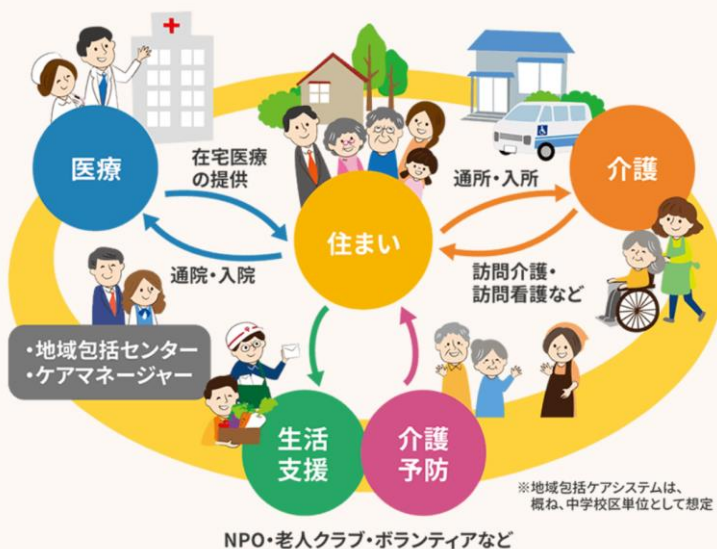 医療
在宅医療
の提供
通院・入院
住まい
通所・入所
訪問介護・
訪問看護など
介護
・地域包括センター
・ケアマネージャー
生活
支援
介護
予防
※地域包括ケアシステムは、
概ね、中学校区単位として想定
NPO・老人クラブ・ボランティアなど